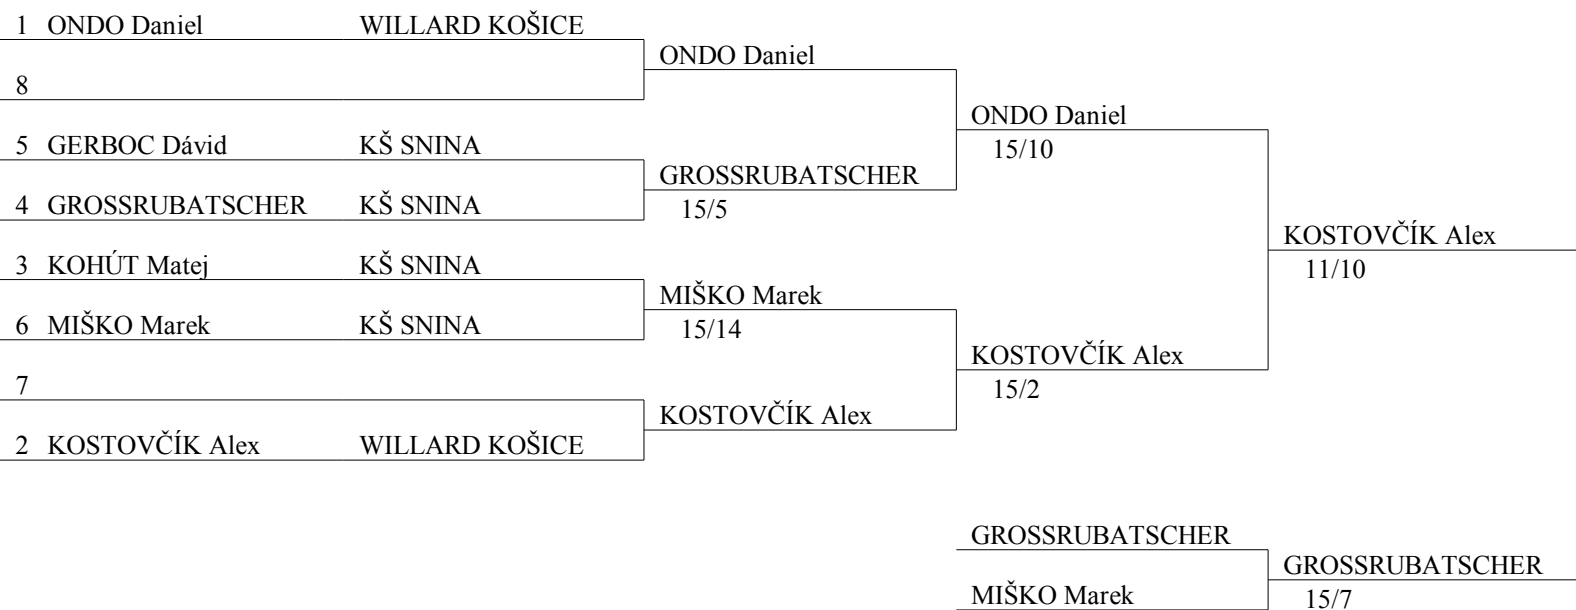 1 ONDO Daniel WILLARD KOŠICE
ONDO Daniel
8
ONDO Daniel
5 GERBOC Dávid KŠ SNINA
15/10
GROSSRUBATSCHER
4 GROSSRUBATSCHER KŠ SNINA
15/5
KOSTOVČÍK Alex
3 KOHÚT Matej KŠ SNINA
11/10
MIŠKO Marek
6 MIŠKO Marek KŠ SNINA
15/14
KOSTOVČÍK Alex
7
15/2
KOSTOVČÍK Alex
2 KOSTOVČÍK Alex WILLARD KOŠICE
GROSSRUBATSCHER
GROSSRUBATSCHER
MIŠKO Marek
15/7